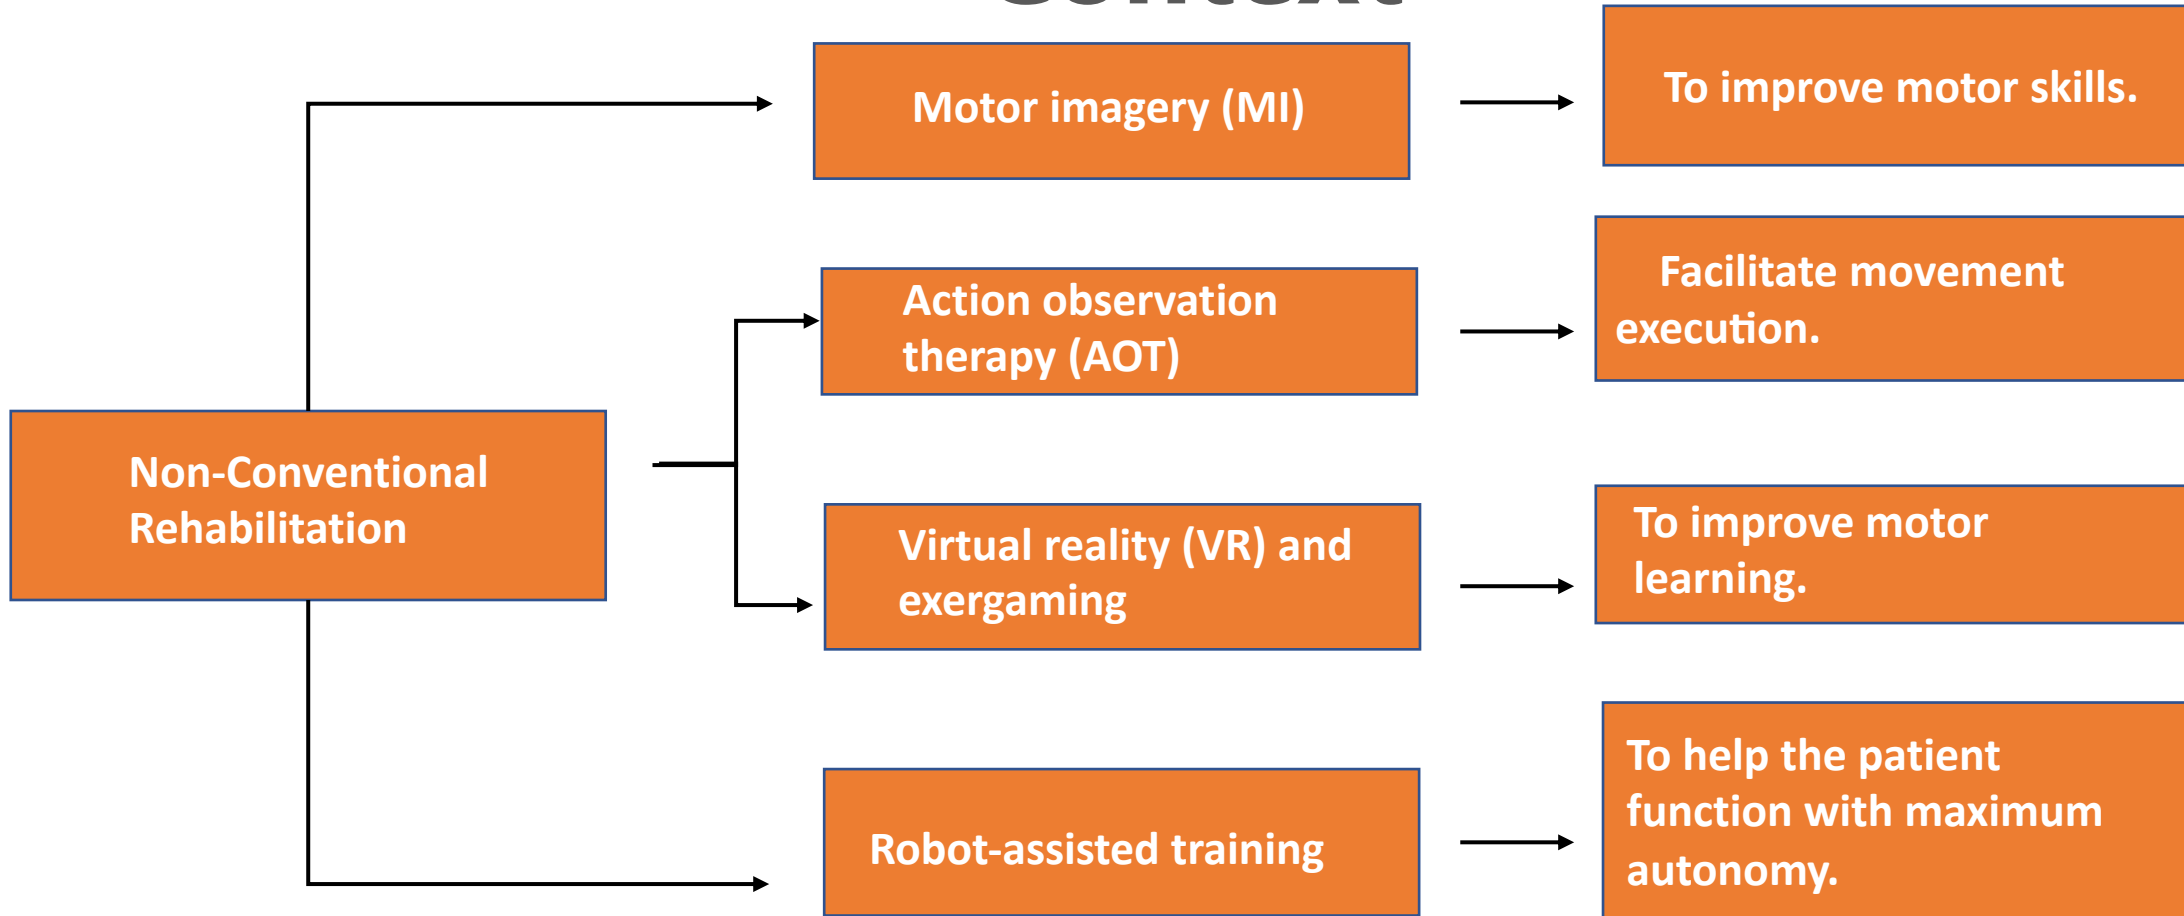 Context
Motor imagery (MI)
To improve motor skills.
Action observation
therapy (AOT)
Facilitate movement
execution.
Non-Conventional
Rehabilitation
Virtual reality (VR) and
exergaming
To improve motor
learning.
Robot-assisted training
To help the patient
function with maximum
autonomy.